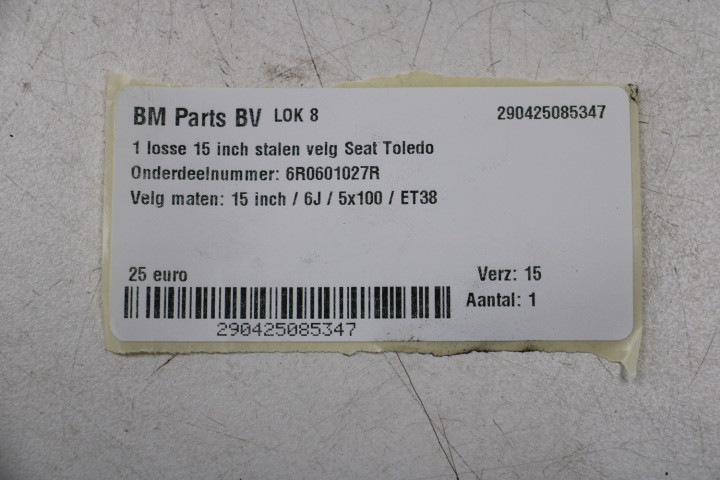 BM Parts BV LOK 8 290425085347
1 losse 15 inch stalen velg Seat Toledo
Onderdeelnummer: 6R0601027R
Velg maten: 15 inch / 6J / 5x100 / ET38
25 euro Verz: 15
Aantal: 1
290425085347